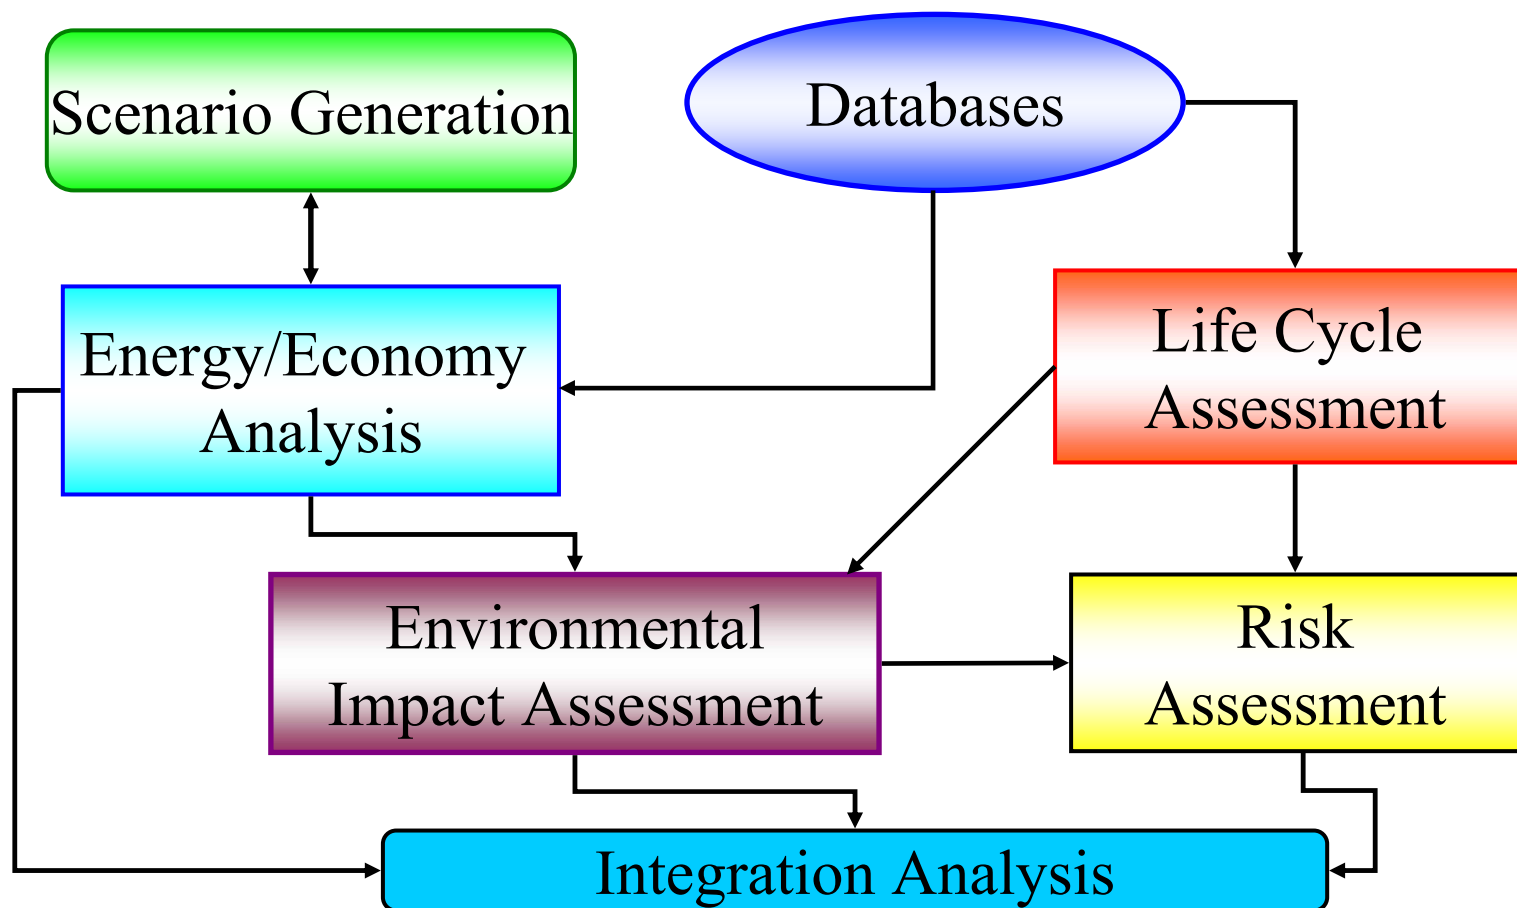 Scenario Generation
Databases
Energy/Economy
Analysis
Life Cycle
Assessment
Environmental
Impact Assessment
Risk
Assessment
Integration Analysis